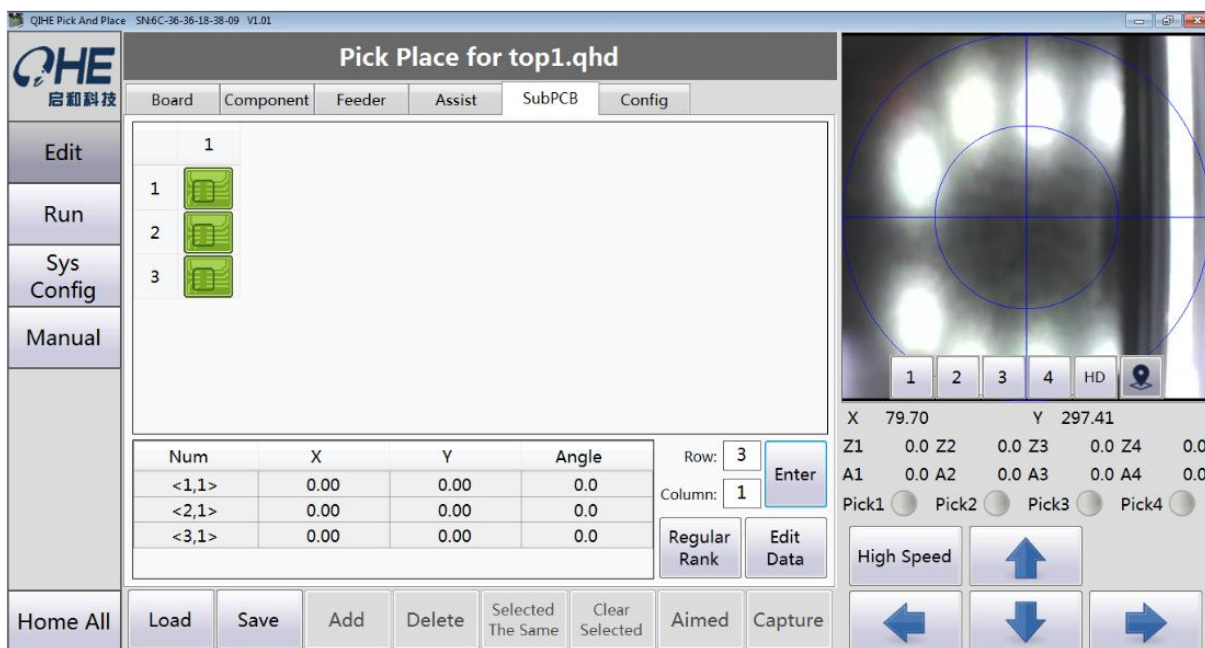 QIHE Pick And Place SN:6C-36-36-18-38-09 V1.01
QiHE
启和科技
Pick Place for top1.qhd
Board Component Feeder Assist SubPCB Config
Edit
Run
Sys
Config
Manual
Home All
1
1
2
3
Num X Y Angle
<1,1> 0.00 0.00 0.0
<2,1> 0.00 0.00 0.0
<3,1> 0.00 0.00 0.0
Row: 3
Column: 1
Enter
Regular
Rank
Edit
Data
Load Save Add Delete Selected
The Same Clear
Selected Aimed Capture
1 2 3 4 HD
X 79.70 Y 297.41
Z1 0.0 Z2 0.0 Z3 0.0 Z4 0.0
A1 0.0 A2 0.0 A3 0.0 A4 0.0
Pick1 Pick2 Pick3 Pick4
High Speed